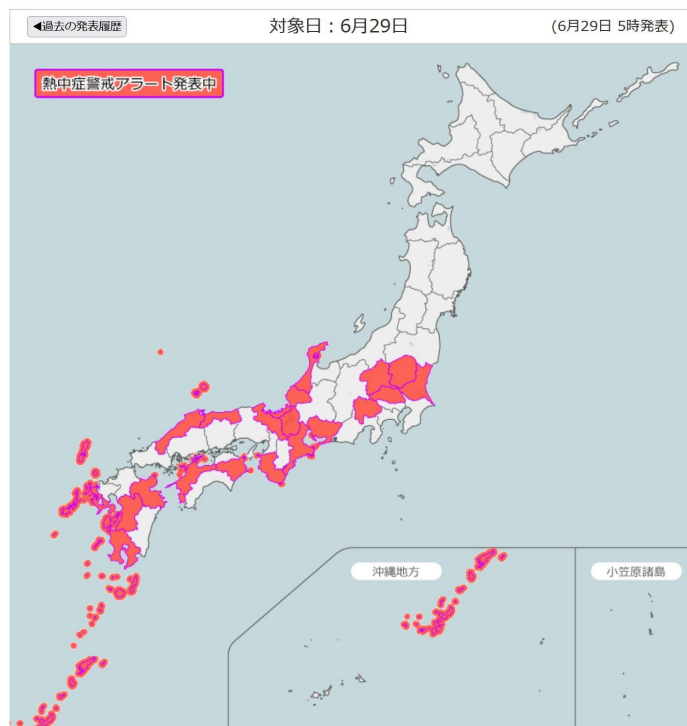 ◀過去の発表履歴
対象日：6月29日
(6月29日 5時発表)
熱中症警戒アラート発表中
沖縄地方
小笠原諸島